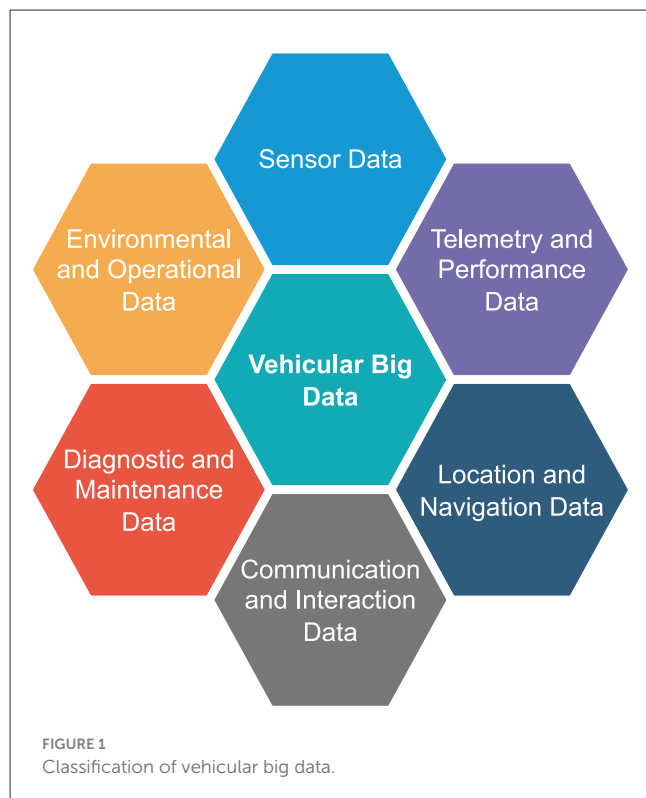 Sensor Data
Environmental
and Operational
Data
Telemetry and
Performance
Data
Vehicular Big
Data
Diagnostic and
Maintenance
Data
Location and
Navigation Data
Communication
and Interaction
Data
FIGURE 1
Classification of vehicular big data.